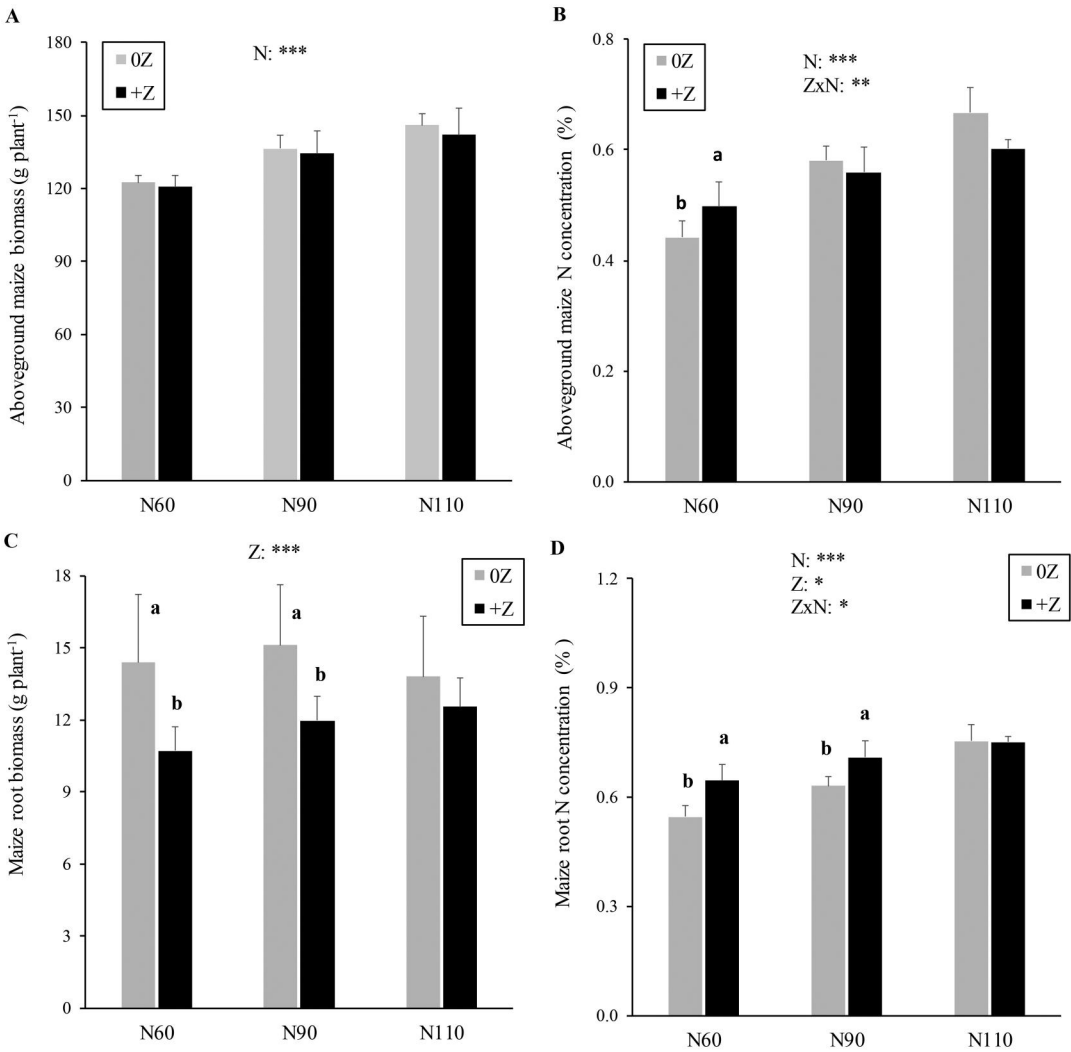 A
180
150
120
90
60
30
0
Aboveground maize biomass (g plant⁻¹)
0Z
+Z
N: ***
N60 N90 N110
B
0.8
0.6
0.4
0.2
0.0
Aboveground maize N concentration (%)
0Z
+Z
N: ***
ZxN: **
b a
N60 N90 N110
C
18
15
12
9
6
3
0
Maize root biomass (g plant⁻¹)
Z: ***
0Z
+Z
a b a b
N60 N90 N110
D
1.2
0.9
0.6
0.3
0.0
Maize root N concentration (%)
N: ***
Z: *
ZxN: *
0Z
+Z
b a b a
N60 N90 N110